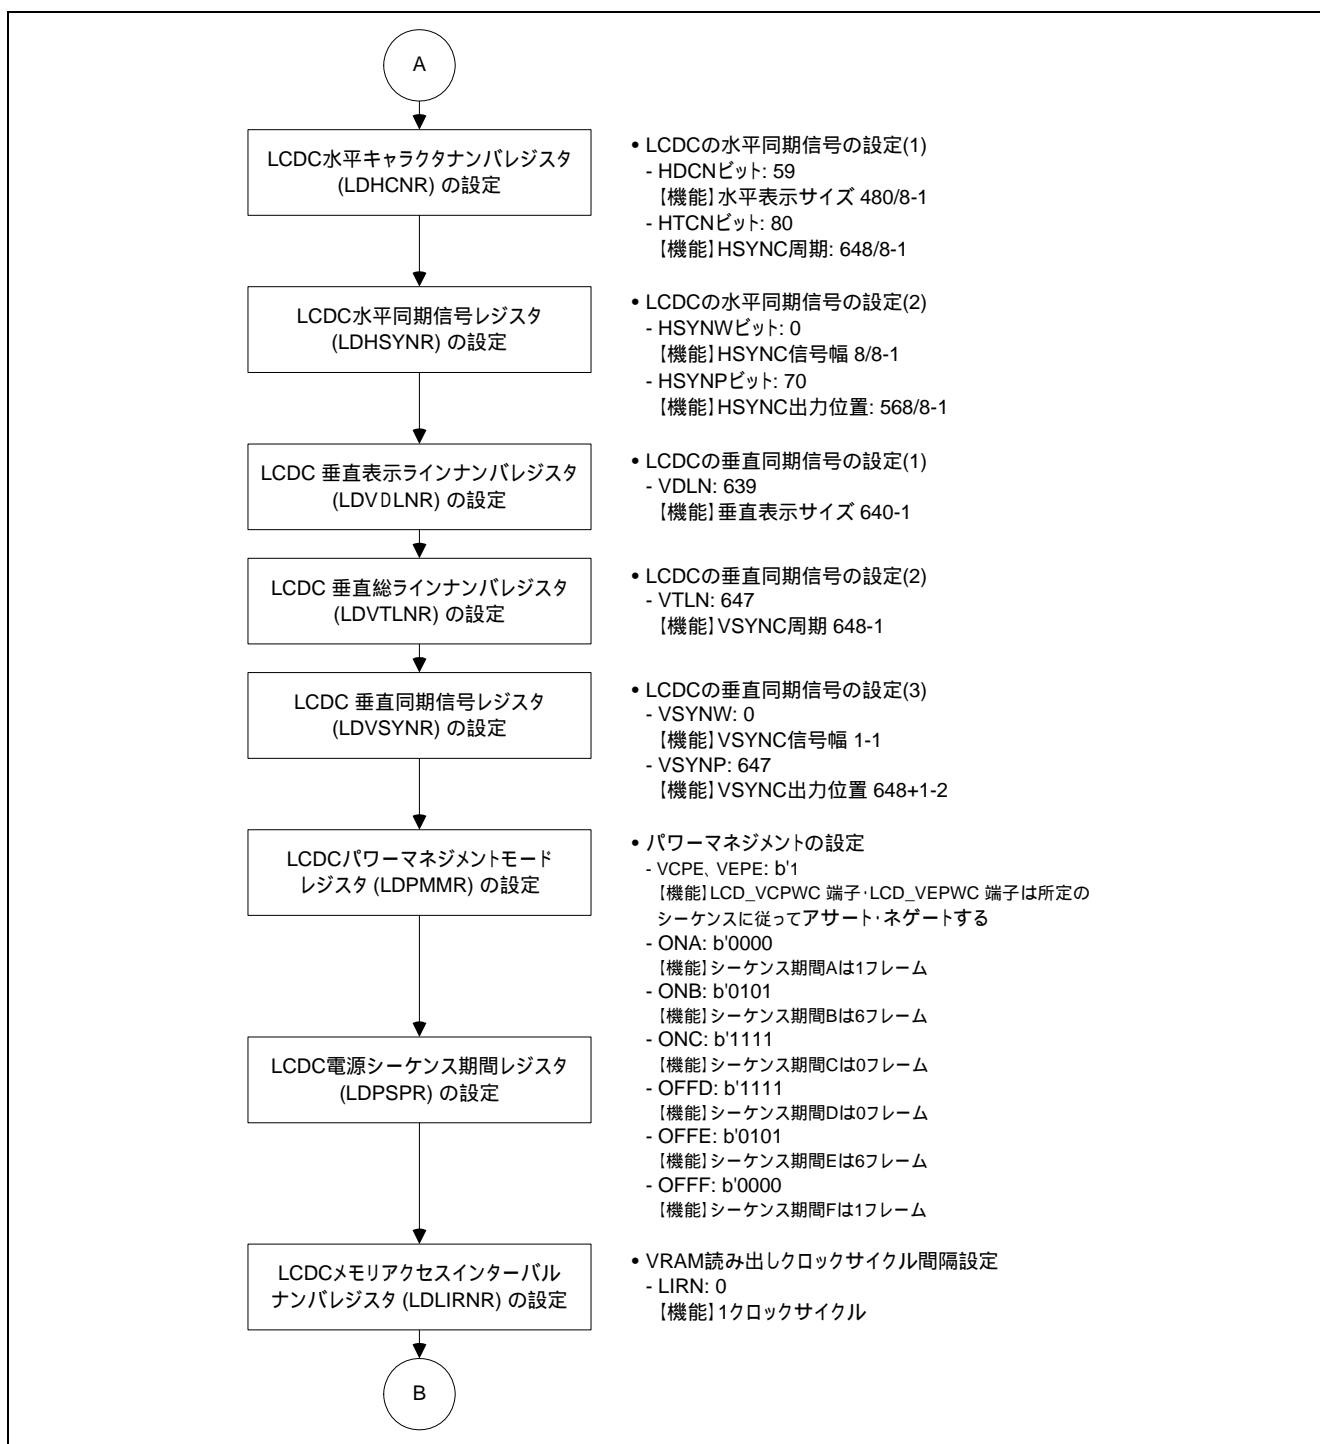 A
LCDC水平キャラクタナンバレジスタ
(LDHCNR) の設定
• LCDCの水平同期信号の設定(1)
- HDCNビット: 59
【機能】水平表示サイズ 480/8-1
- HTCNビット: 80
【機能】HSYNC周期: 648/8-1
LCDC水平同期信号レジスタ
(LDHSYNR) の設定
• LCDCの水平同期信号の設定(2)
- HSYNWビット: 0
【機能】HSYNC信号幅 8/8-1
- HSYNPビット: 70
【機能】HSYNC出力位置: 568/8-1
LCDC 垂直表示ラインナンバレジスタ
(LDVDLNR) の設定
• LCDCの垂直同期信号の設定(1)
- VDLN: 639
【機能】垂直表示サイズ 640-1
LCDC 垂直総ラインナンバレジスタ
(LDVTLNR) の設定
• LCDCの垂直同期信号の設定(2)
- VTLN: 647
【機能】VSYNC周期 648-1
LCDC 垂直同期信号レジスタ
(LDVSYNR) の設定
• LCDCの垂直同期信号の設定(3)
- VSYNW: 0
【機能】VSYNC信号幅 1-1
- VSYNP: 647
【機能】VSYNC出力位置 648+1-2
LCDCパワーマネジメントモード
レジスタ (LDPMMR) の設定
• パワーマネジメントの設定
- VCPE、VEPE: b'1
【機能】LCD_VCPWC 端子・LCD_VEPWC 端子は所定の
シーケンスに従ってアサート・ネゲートする
- ONA: b'0000
【機能】シーケンス期間Aは1フレーム
- ONB: b'0101
【機能】シーケンス期間Bは6フレーム
- ONC: b'1111
【機能】シーケンス期間Cは0フレーム
- OFFD: b'1111
【機能】シーケンス期間Dは0フレーム
- OFFE: b'0101
【機能】シーケンス期間Eは6フレーム
- OFFF: b'0000
【機能】シーケンス期間Fは1フレーム
LCDC電源シーケンス期間レジスタ
(LDPSPR) の設定
LCDCメモリアクセスインターバル
ナンバレジスタ (LDLIRNR) の設定
• VRAM読み出しクロックサイクル間隔設定
- LIRN: 0
【機能】1クロックサイクル
B